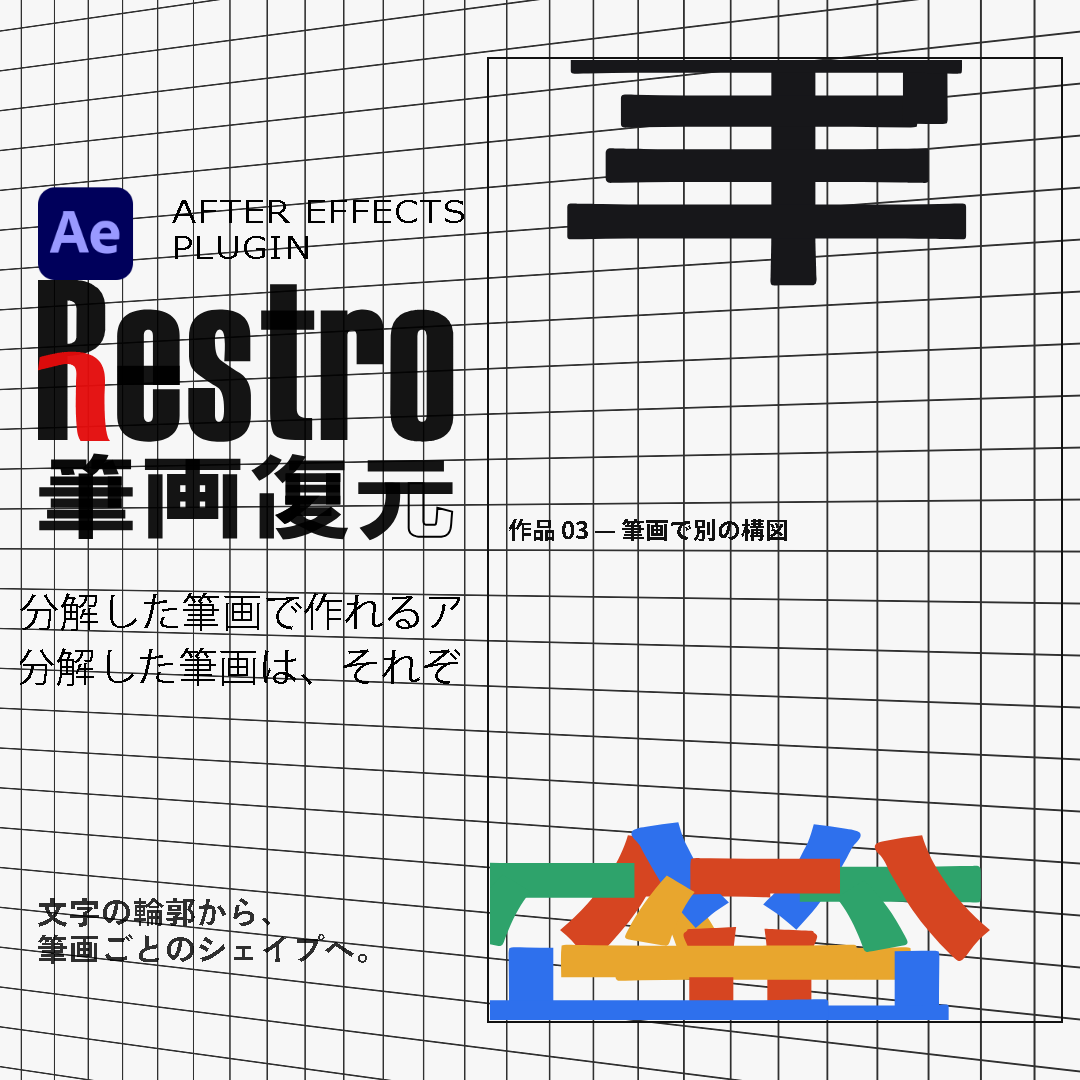 Ae
AFTER EFFECTS
PLUGIN
Restro
筆画復元
分解した筆画で作れるア
分解した筆画は、それぞ
文字の輪郭から、
筆画ごとのシェイプへ。
作品 03 — 筆画で別の構図